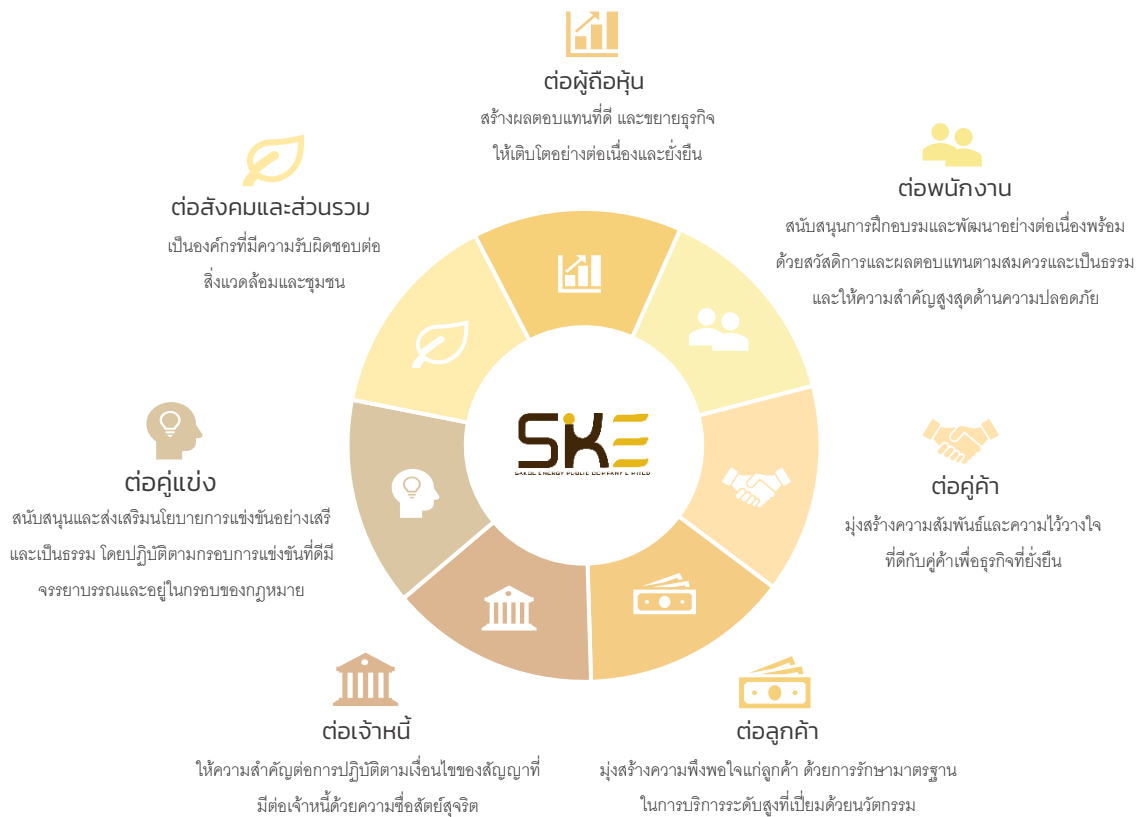 ต่อผู้ถือหุ้น
สร้างผลตอบแทนที่ดี และขยายธุรกิจ
ให้เติบโตอย่างต่อเนื่องและยั่งยืน
ต่อพนักงาน
สนับสนุนการฝึกอบรมและพัฒนาอย่างต่อเนื่องพร้อม
ด้วยสวัสดิการและผลตอบแทนตามสมควรและเป็นธรรม
และให้ความสำคัญสูงสุดด้านความปลอดภัย
ต่อคู่ค้า
มุ่งสร้างความสัมพันธ์และความไว้วางใจ
ที่ดีกับคู่ค้าเพื่อธุรกิจที่ยั่งยืน
ต่อลูกค้า
มุ่งสร้างความพึงพอใจแก่ลูกค้า ด้วยการรักษามาตรฐาน
ในการบริการระดับสูงที่เปี่ยมด้วยนวัตกรรม
ต่อเจ้าหนี้
ให้ความสำคัญต่อการปฏิบัติตามเงื่อนไขของสัญญาที่
มีต่อเจ้าหนี้ด้วยความซื่อสัตย์สุจริต
ต่อคู่แข่ง
สนับสนุนและส่งเสริมนโยบายการแข่งขันอย่างเสรี
และเป็นธรรม โดยปฏิบัติตามกรอบการแข่งขันที่ดีมี
จรรยาบรรณและอยู่ในกรอบของกฎหมาย
ต่อสังคมและส่วนรวม
เป็นองค์กรที่มีความรับผิดชอบต่อ
สิ่งแวดล้อมและชุมชน
SKE
SAKOL ENERGY PUBLIC COMPANY LIMITED